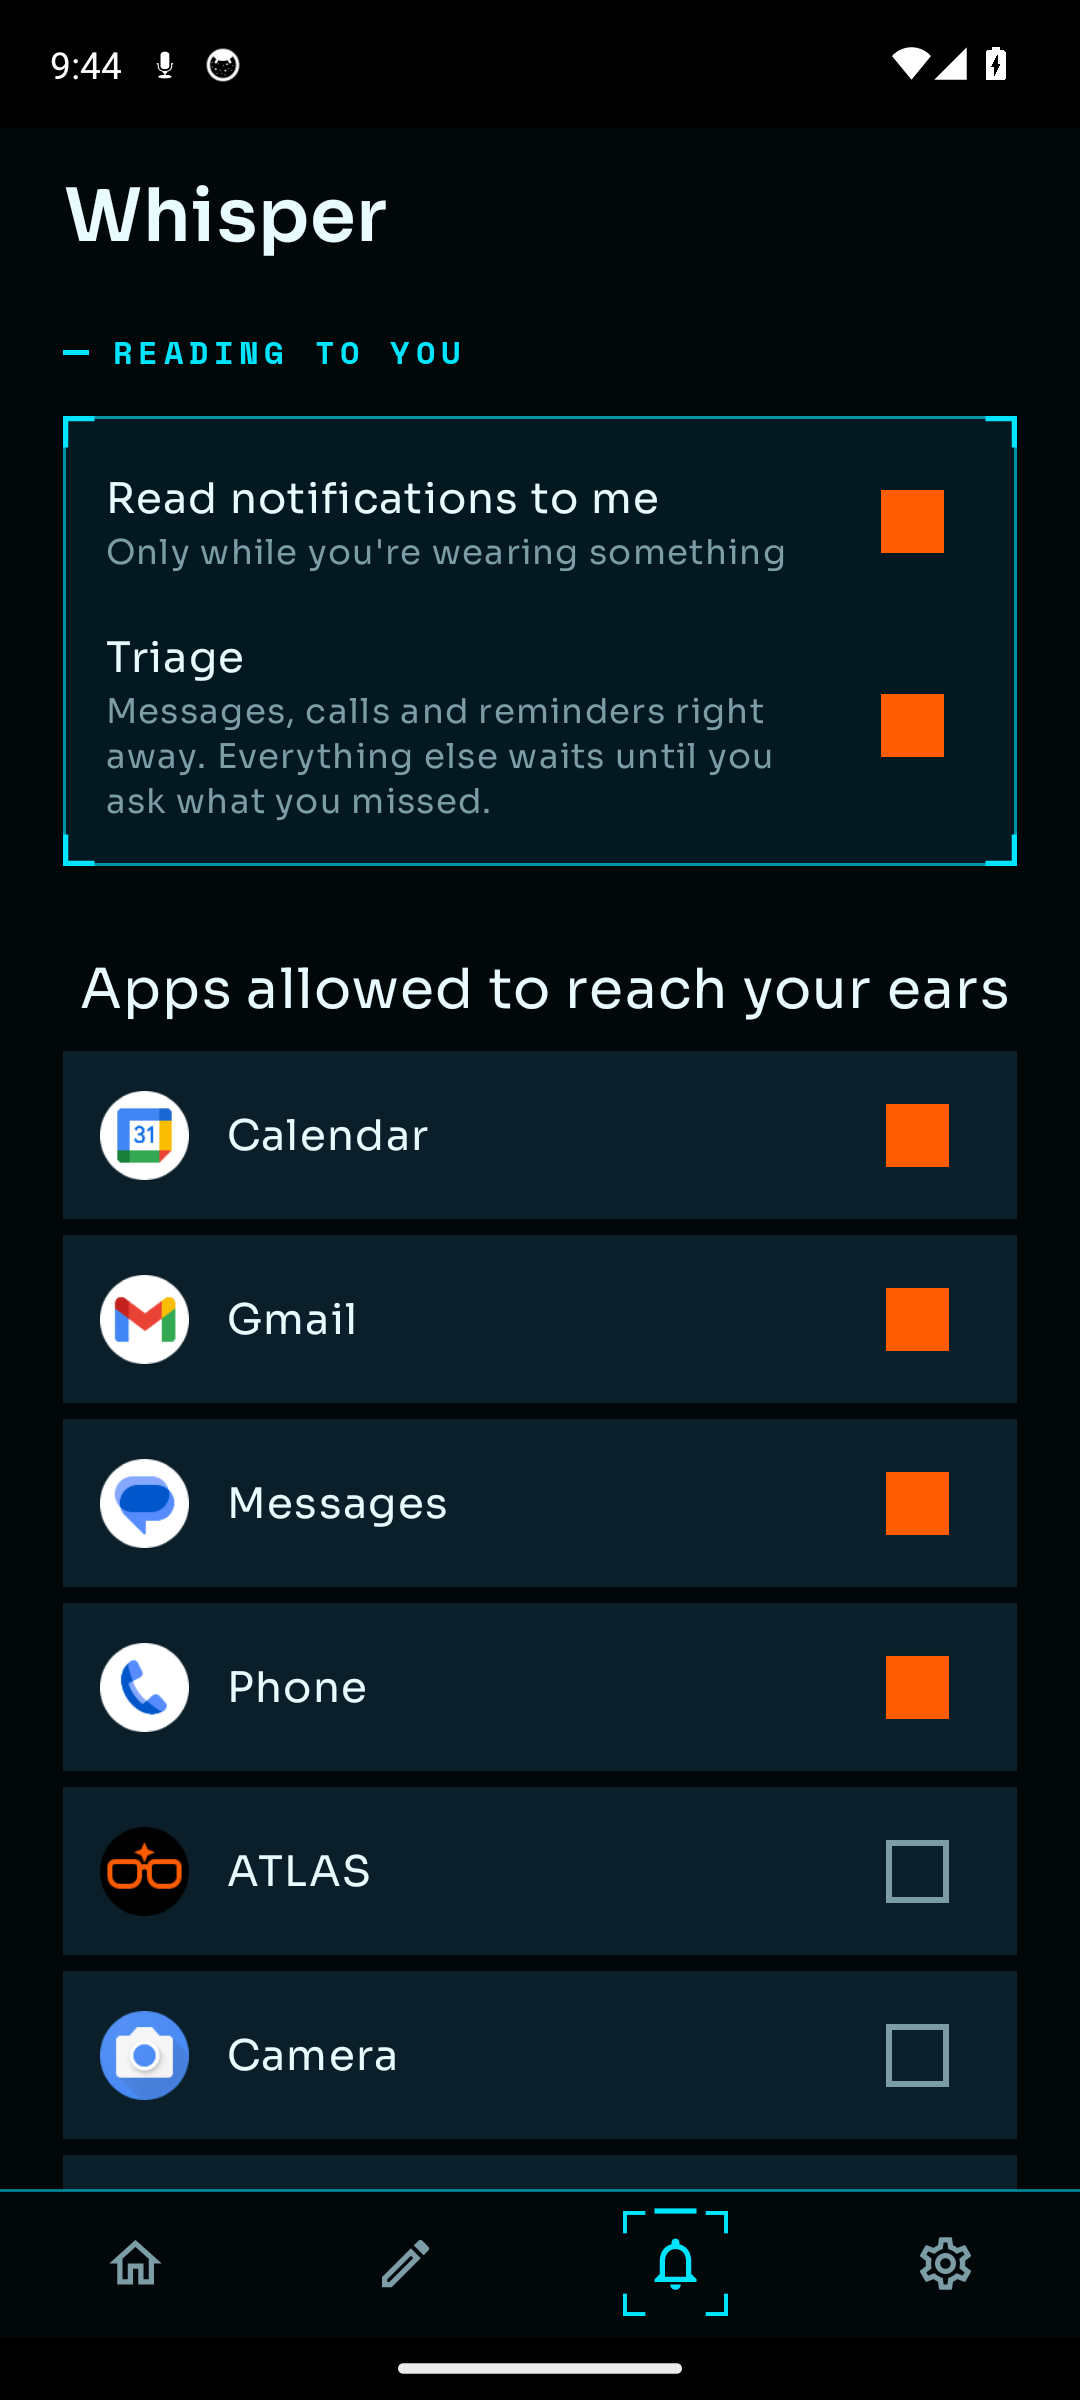 9:44
Whisper
READING TO YOU
Read notifications to me
Only while you're wearing something
Triage
Messages, calls and reminders right
away. Everything else waits until you
ask what you missed.
Apps allowed to reach your ears
31
Calendar
Gmail
Messages
Phone
ATLAS
Camera